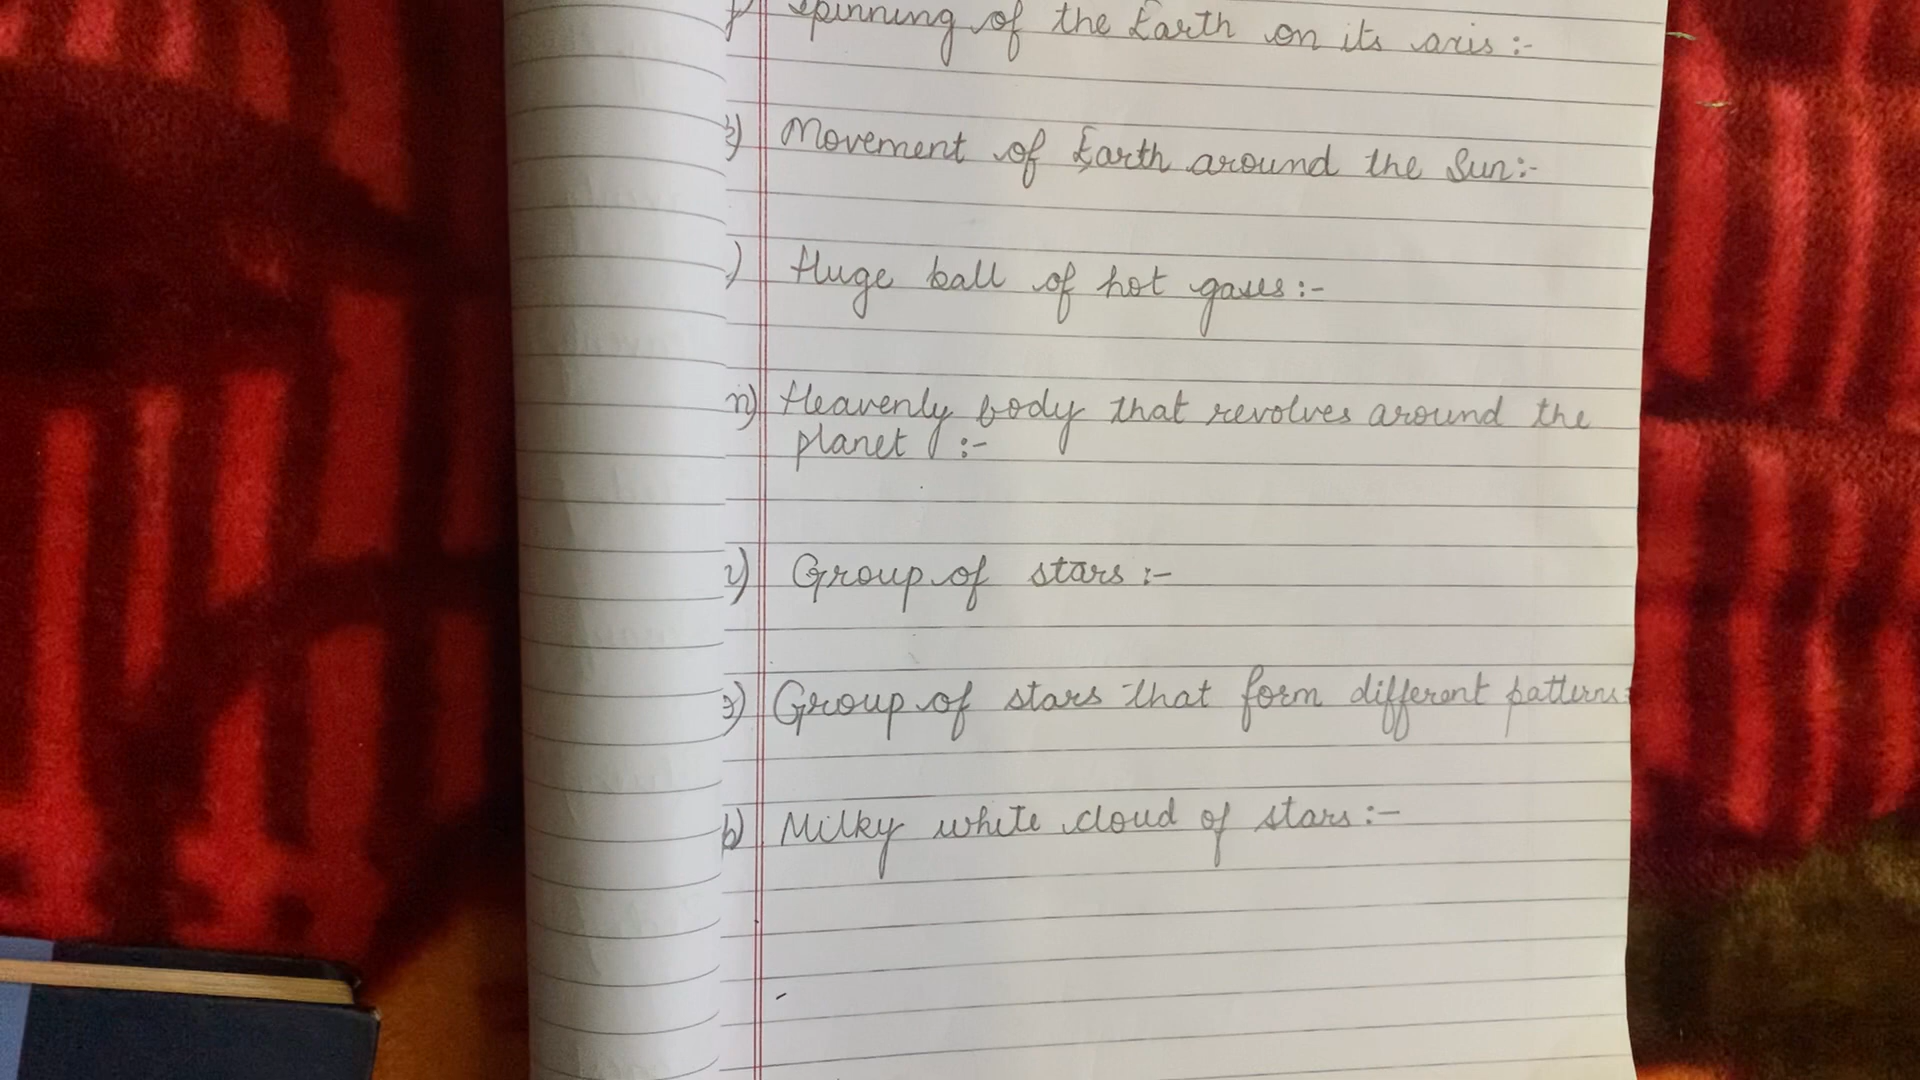 Spinning of the Earth on its axis :-
Movement of Earth around the Sun:-
) Huge ball of hot gases :-
n) Heavenly body that revolves around the
planet :-
Group of stars :-
Group of stars that form different patterns:
b) Milky white cloud of stars :-